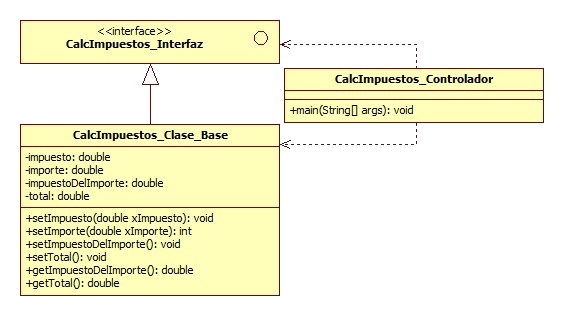 <<interface>>
CalcImpuestos_Interfaz
CalcImpuestos_Controlador
+main(String[] args): void
CalcImpuestos_Clase_Base
-impuesto: double
-importe: double
-impuestoDelImporte: double
-total: double
+setImpuesto(double xImpuesto): void
+setImporte(double xImporte): int
+setImpuestoDelImporte(): void
+setTotal(): void
+getImpuestoDelImporte(): double
+getTotal(): double